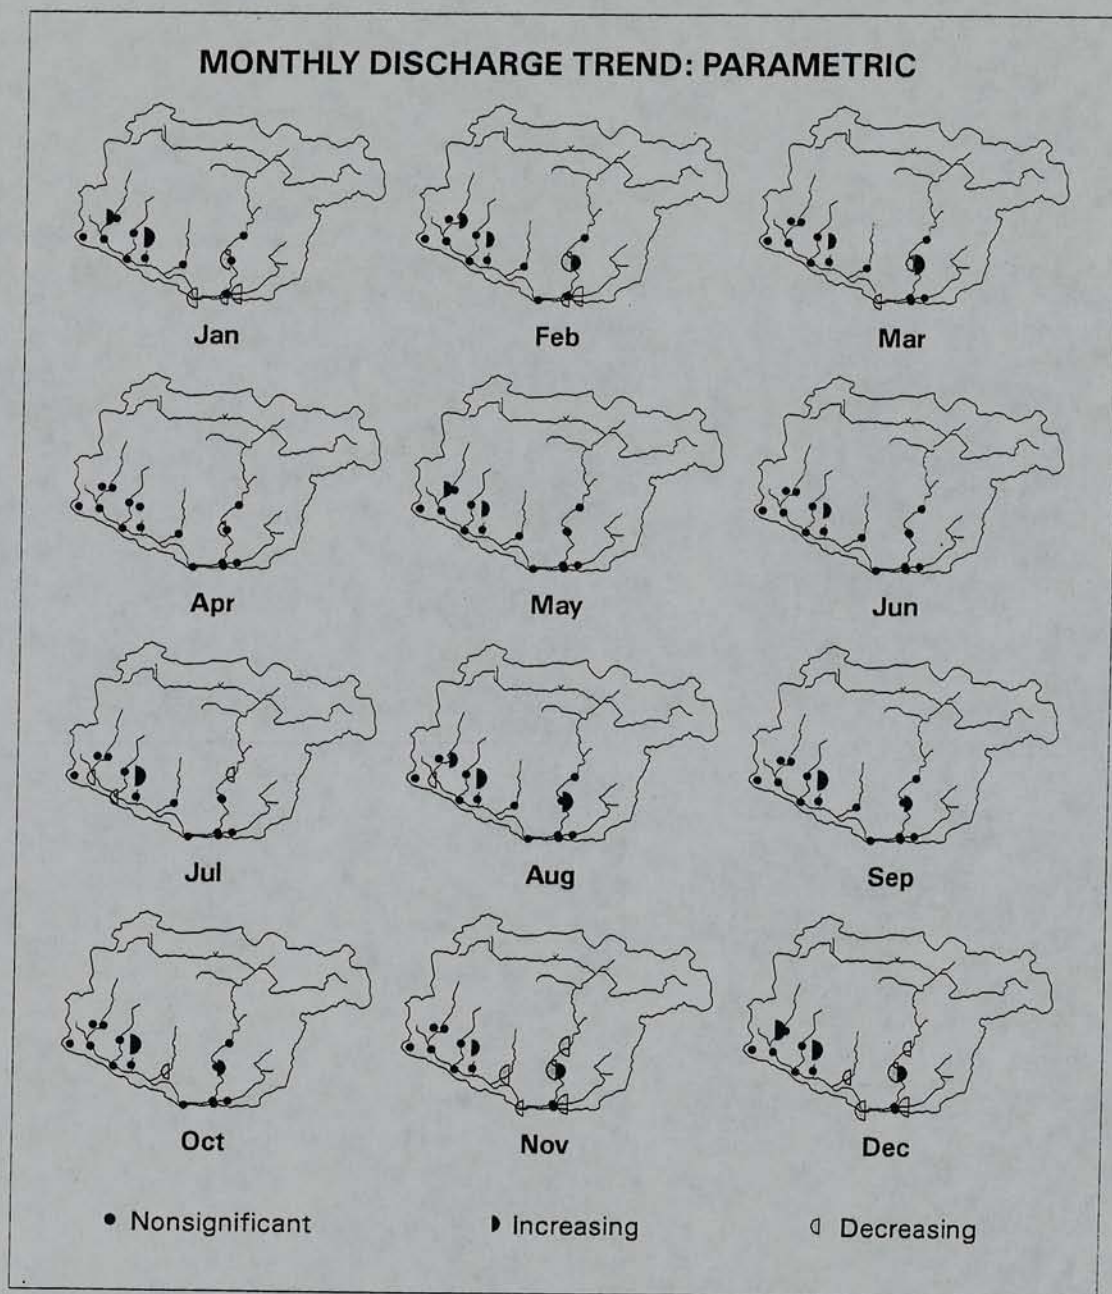 MONTHLY DISCHARGE TREND: PARAMETRIC
Jan Feb Mar
Apr May Jun
Jul Aug Sep
Oct Nov Dec
Nonsignificant Increasing Decreasing